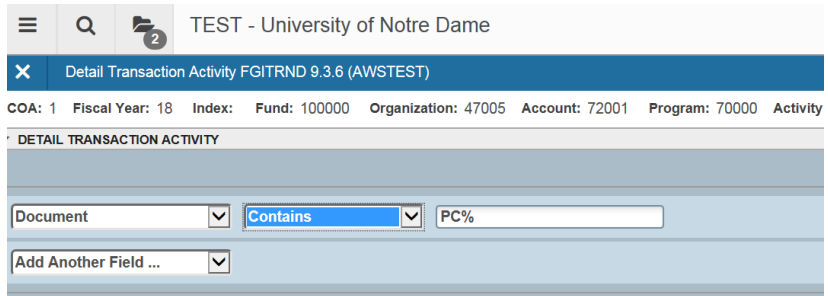 2
TEST - University of Notre Dame
Detail Transaction Activity FGITRND 9.3.6 (AWSTEST)
COA: 1 Fiscal Year: 18 Index: Fund: 100000 Organization: 47005 Account: 72001 Program: 70000 Activity
DETAIL TRANSACTION ACTIVITY
Document Contains PC%
Add Another Field ...